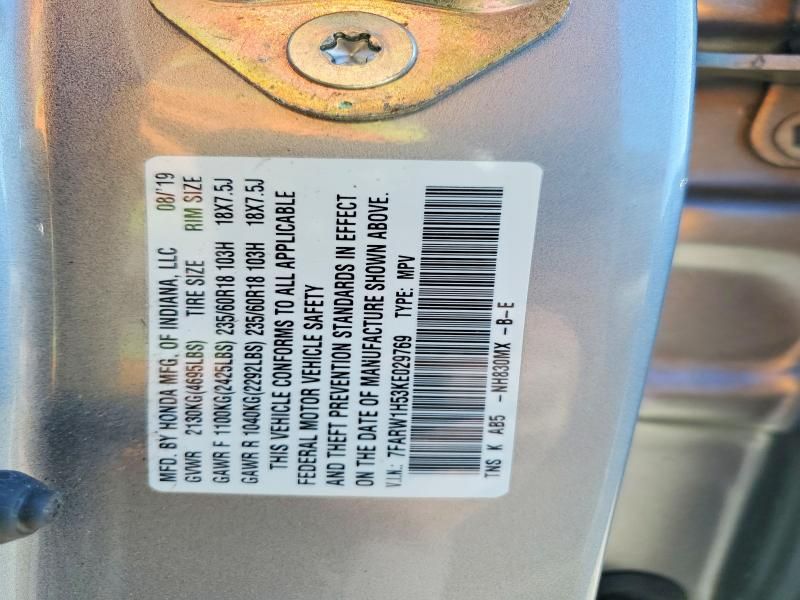 MFD. BY HONDA MFG. OF INDIANA, LLC 08/'19
GVWR 2130KG(4695LBS) TIRE SIZE RIM SIZE
GAWR F 1100KG(2425LBS) 235/60R18 103H 18X7.5J
GAWR R 1040KG(2292LBS) 235/60R18 103H 18X7.5J
THIS VEHICLE CONFORMS TO ALL APPLICABLE
FEDERAL MOTOR VEHICLE SAFETY
AND THEFT PREVENTION STANDARDS IN EFFECT
ON THE DATE OF MANUFACTURE SHOWN ABOVE.
V.I.N.: 7FARW1H53KE029769 TYPE: MPV
TNS K AB5 -NH830MX -B-E